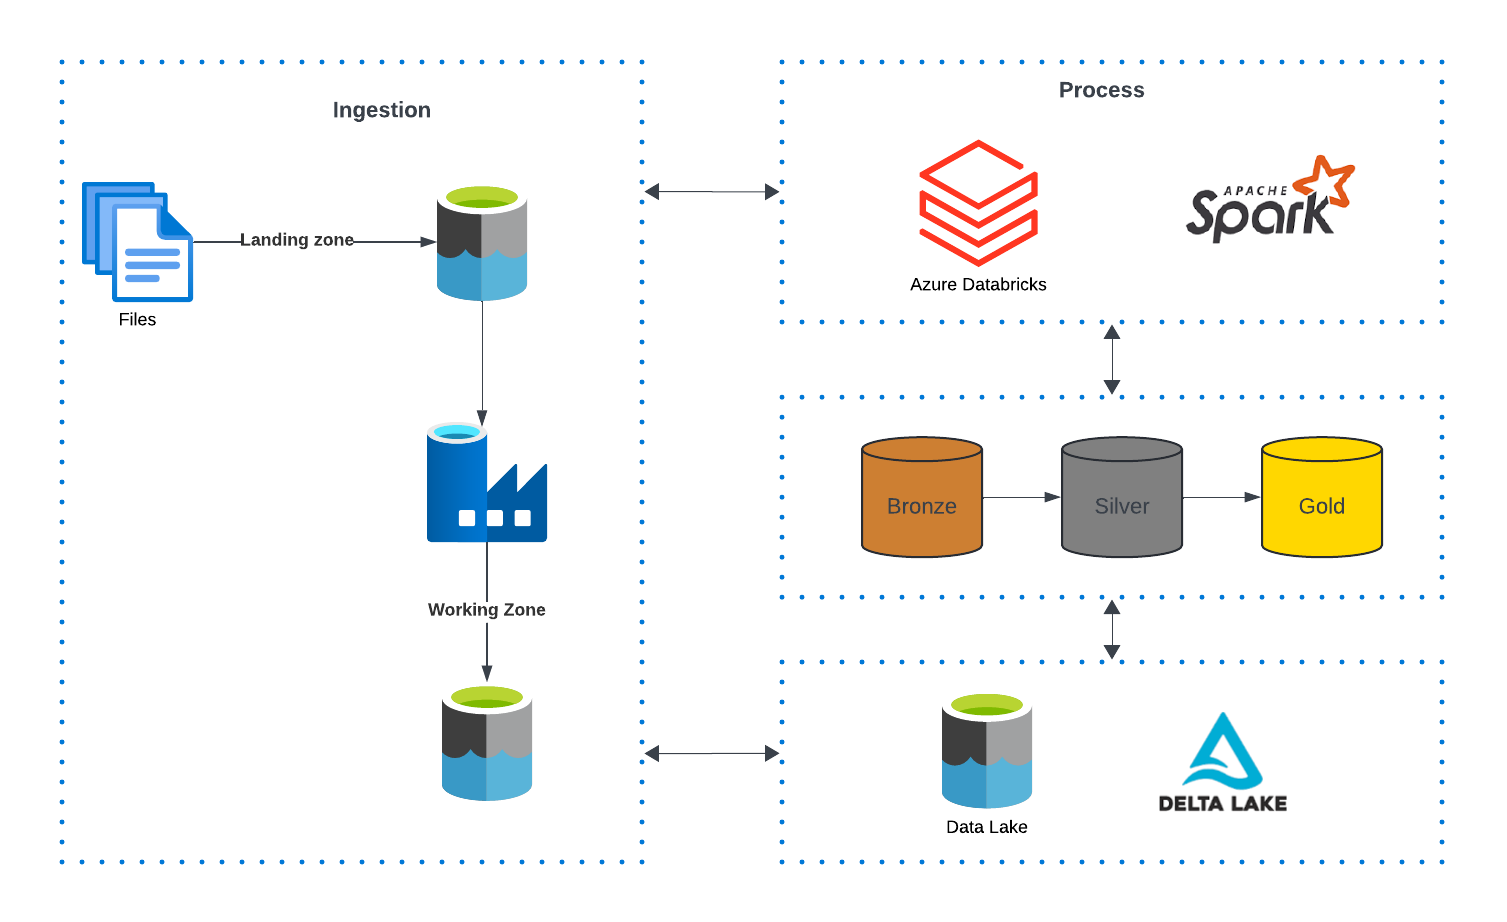 Ingestion
Landing zone
Files
Working Zone
Process
Azure Databricks
APACHE
Spark
Bronze
Silver
Gold
Data Lake
DELTA LAKE